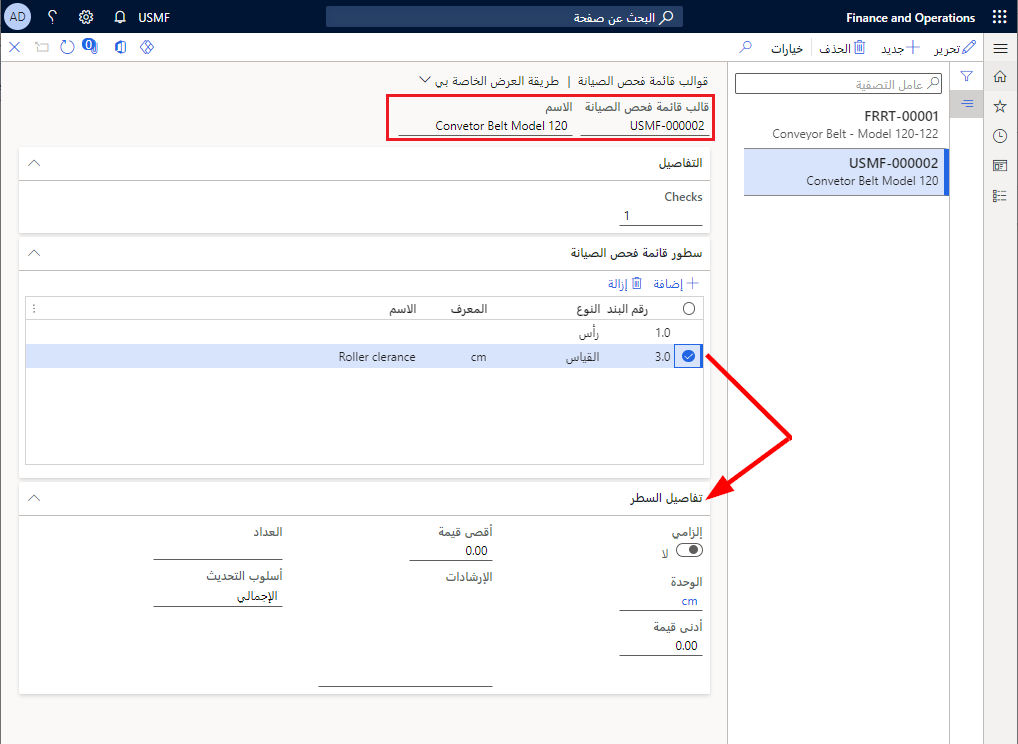 Finance and Operations
البحث عن صفحة
USMF
AD
تحرير
جديد
الحذف
خيارات
0
عامل التصفية
FRRT-00001
Conveyor Belt - Model 120-122
USMF-000002
Convetor Belt Model 120
قوالب قائمة فحص الصيانة | طريقة العرض الخاصة بي
قالب قائمة فحص الصيانة الاسم
USMF-000002 Convetor Belt Model 120
التفاصيل
Checks
1
سطور قائمة فحص الصيانة
إضافة إزالة
رقم البند النوع المعرف الاسم
1.0 رأس
3.0 القياس cm Roller clerance
تفاصيل السطر
إلزامي أقصى قيمة العداد
لا 0.00
الوحدة الإرشادات أسلوب التحديث
cm الإجمالي
أدنى قيمة
0.00